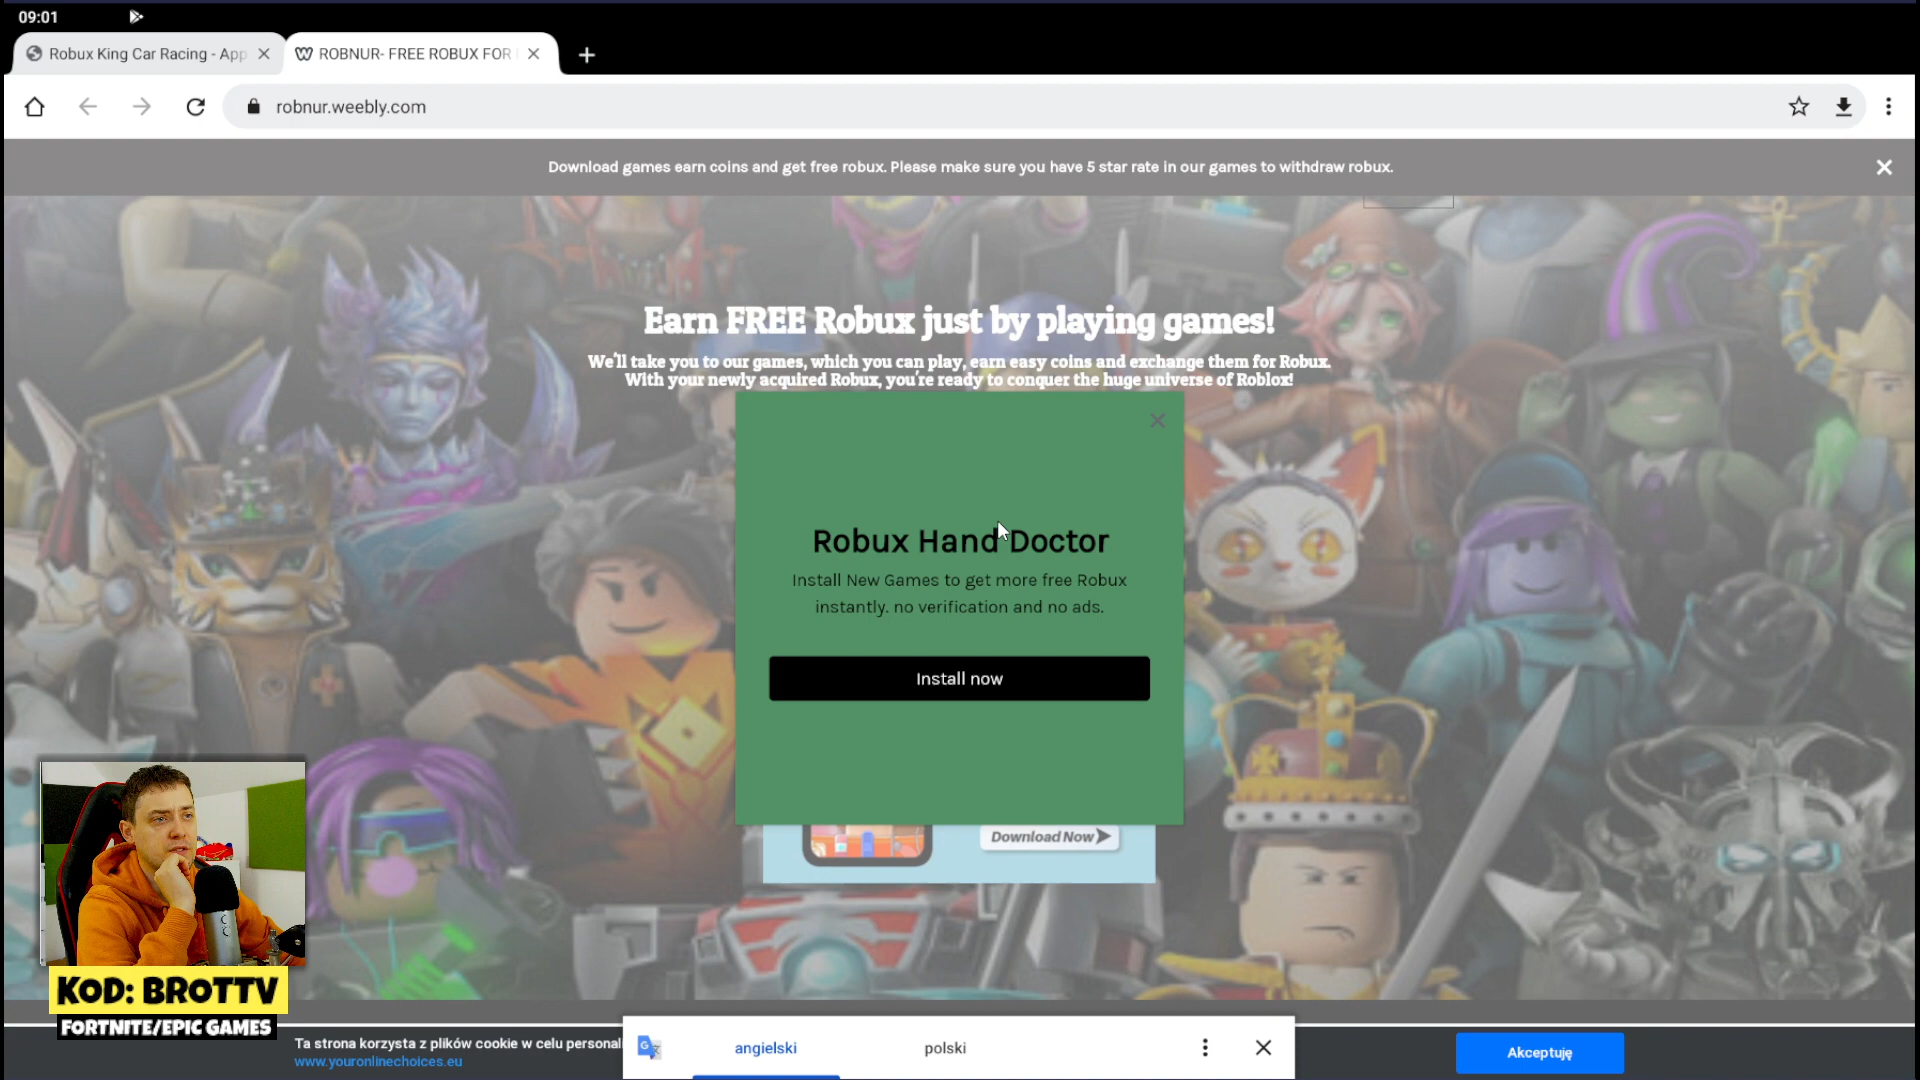 09:01
Robux King Car Racing - App
ROBNUR- FREE ROBUX FOR
robnur.weebly.com
Download games earn coins and get free robux. Please make sure you have 5 star rate in our games to withdraw robux.
Earn FREE Robux just by playing games!
We'll take you to our games, which you can play, earn easy coins and exchange them for Robux.
With your newly acquired Robux, you're ready to conquer the huge universe of Roblox!
Robux Hand Doctor
Install New Games to get more free Robux
instantly. no verification and no ads.
Install now
Download Now
KOD: BROTTV
FORTNITE/EPIC GAMES
Ta strona korzysta z plików cookie w celu personali
www.youronlinechoices.eu
angielski
polski
Akceptuję